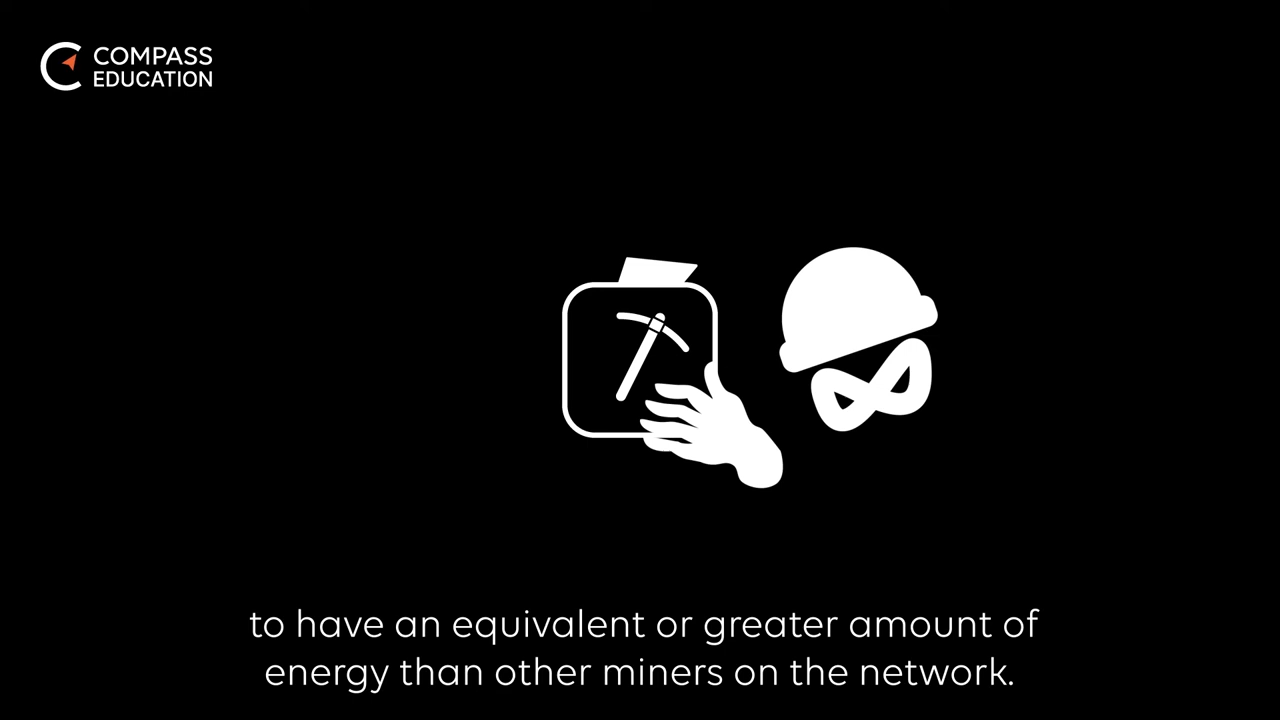 COMPASS
EDUCATION
to have an equivalent or greater amount of
energy than other miners on the network.